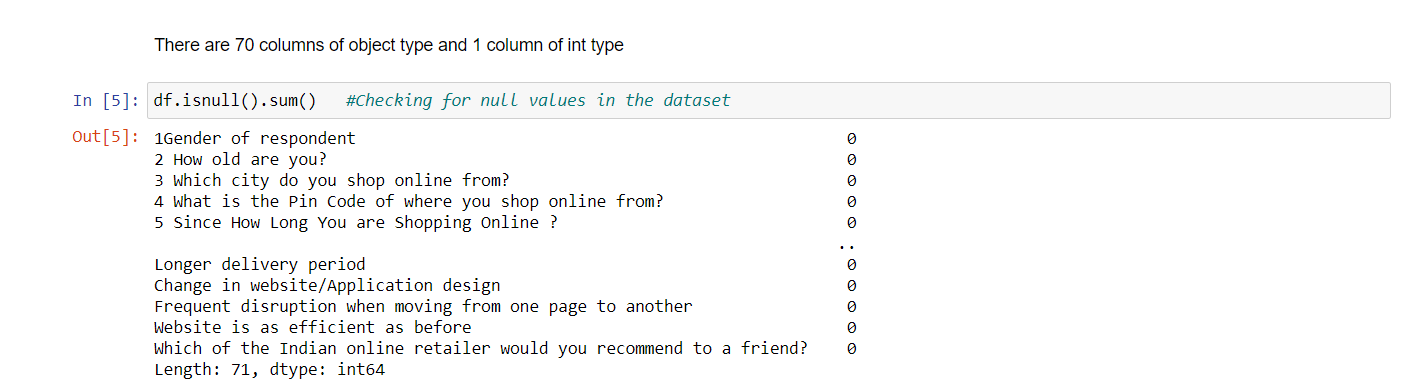 There are 70 columns of object type and 1 column of int type
In [5]: df.isnull().sum()   #Checking for null values in the dataset
Out[5]: 1Gender of respondent 0
2 How old are you? 0
3 Which city do you shop online from? 0
4 What is the Pin Code of where you shop online from? 0
5 Since How Long You are Shopping Online ? 0
..
Longer delivery period 0
Change in website/Application design 0
Frequent disruption when moving from one page to another 0
Website is as efficient as before 0
Which of the Indian online retailer would you recommend to a friend? 0
Length: 71, dtype: int64